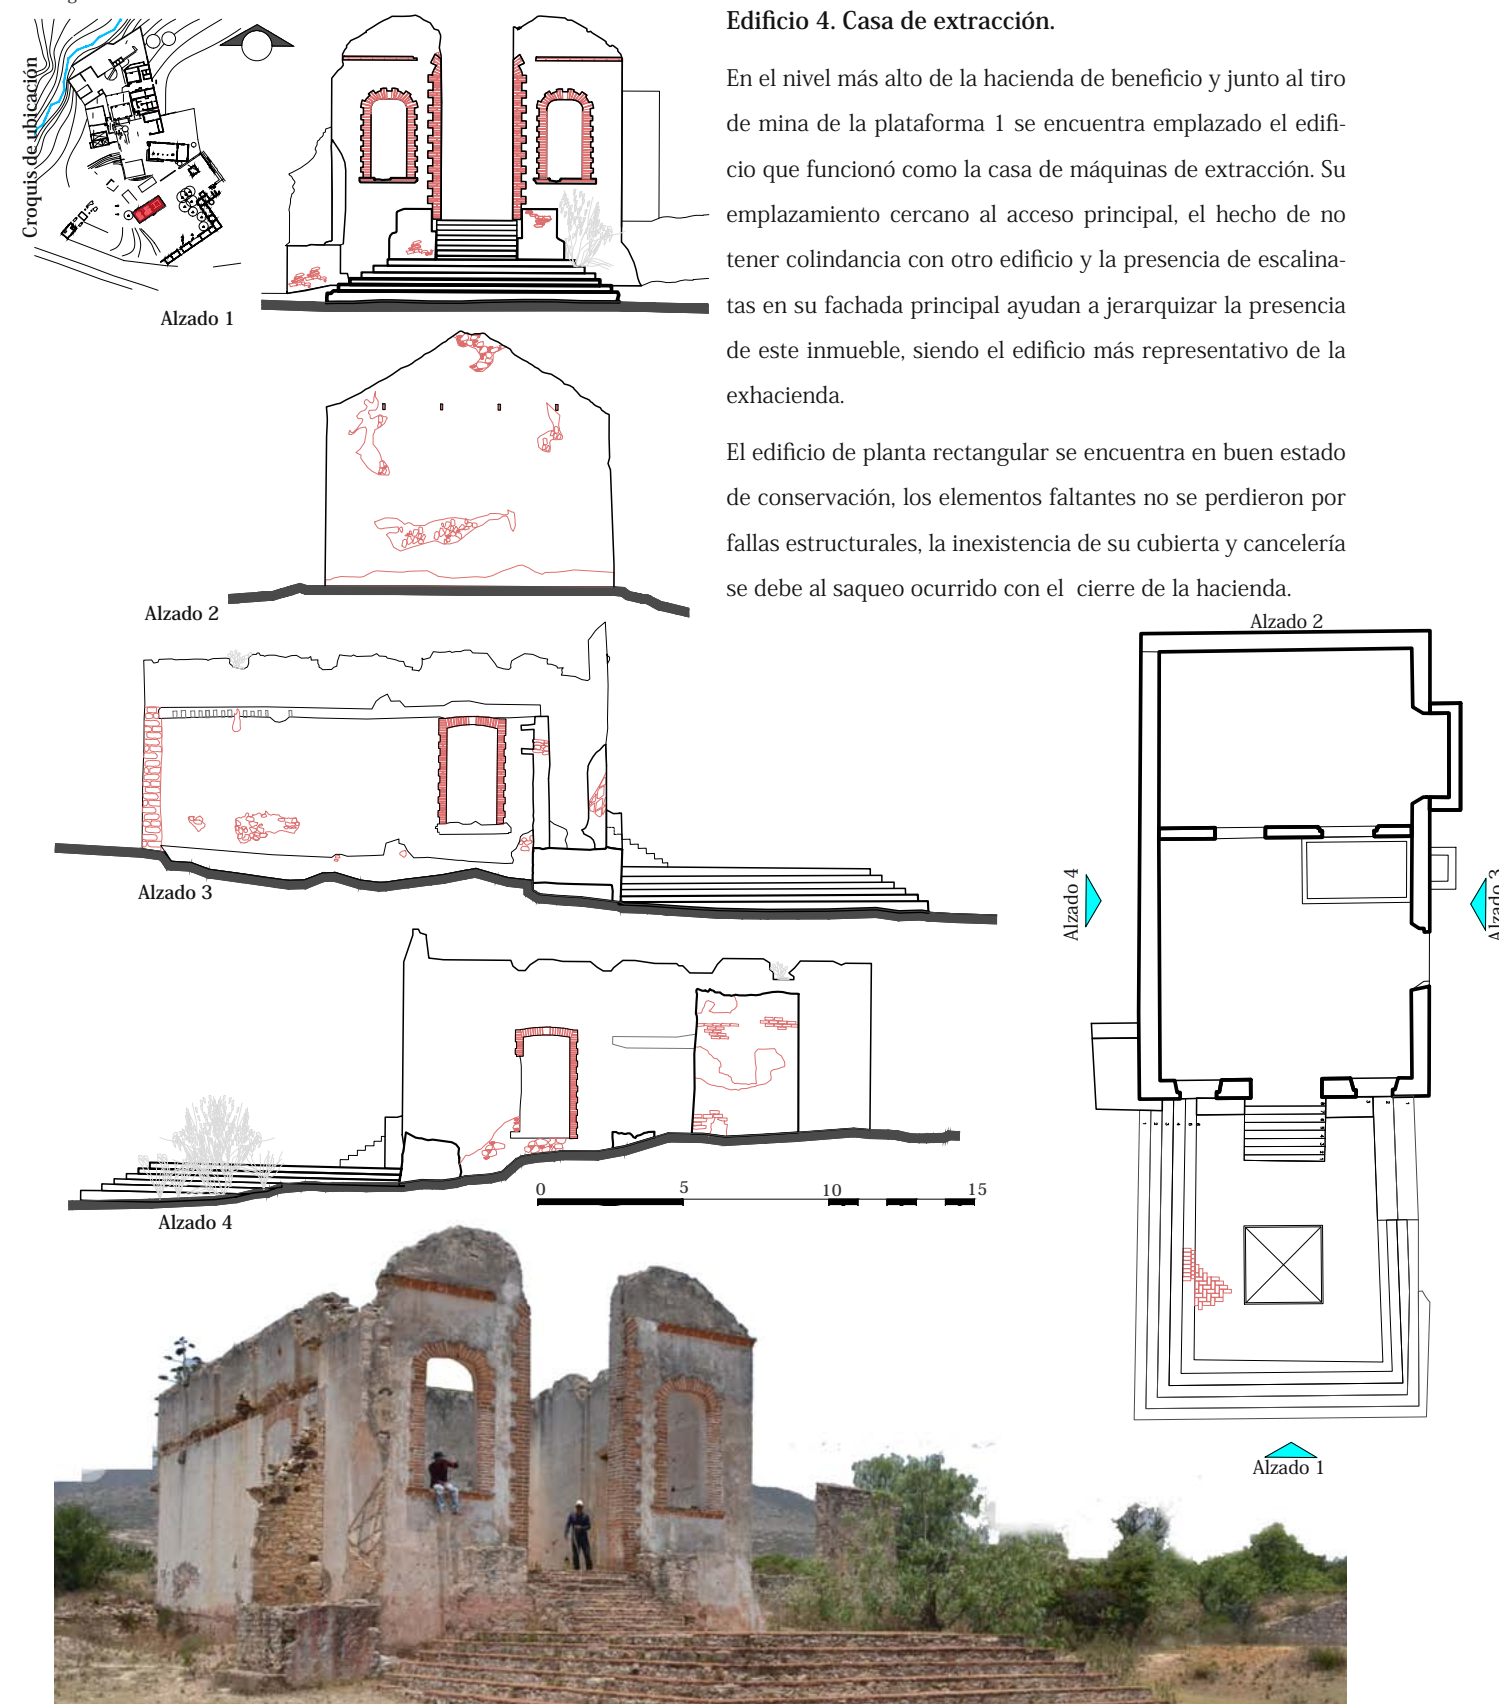 Croquis de ubicación
Alzado 1
Edificio 4. Casa de extracción.
En el nivel más alto de la hacienda de beneficio y junto al tiro
de mina de la plataforma 1 se encuentra emplazado el edifi-
cio que funcionó como la casa de máquinas de extracción. Su
emplazamiento cercano al acceso principal, el hecho de no
tener colindancia con otro edificio y la presencia de escalina-
tas en su fachada principal ayudan a jerarquizar la presencia
de este inmueble, siendo el edificio más representativo de la
exhacienda.
El edificio de planta rectangular se encuentra en buen estado
de conservación, los elementos faltantes no se perdieron por
fallas estructurales, la inexistencia de su cubierta y cancelería
se debe al saqueo ocurrido con el cierre de la hacienda.
Alzado 2
Alzado 3
Alzado 4
0 5 10 15
Alzado 2
Alzado 4
Alzado 3
Alzado 1